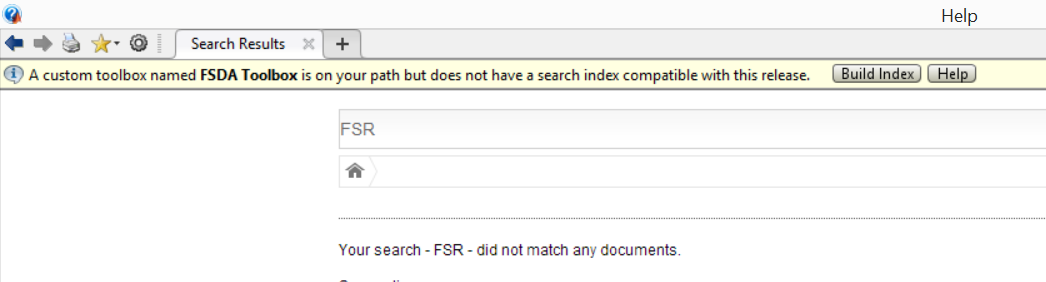 Help
Search Results
A custom toolbox named FSDA Toolbox is on your path but does not have a search index compatible with this release. Build Index Help
FSR
Your search - FSR - did not match any documents.